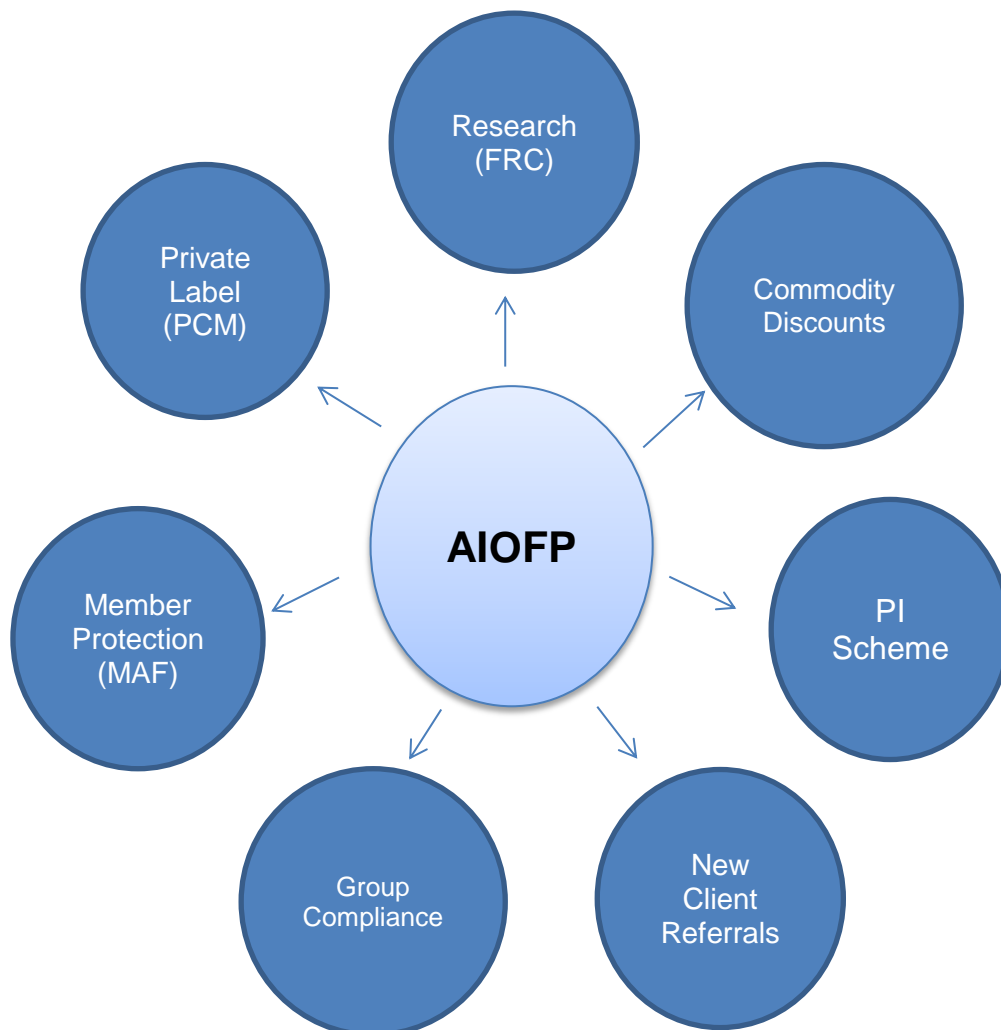 Research
(FRC)
Private
Label
(PCM)
Commodity
Discounts
AIOFP
Member
Protection
(MAF)
PI
Scheme
Group
Compliance
New
Client
Referrals